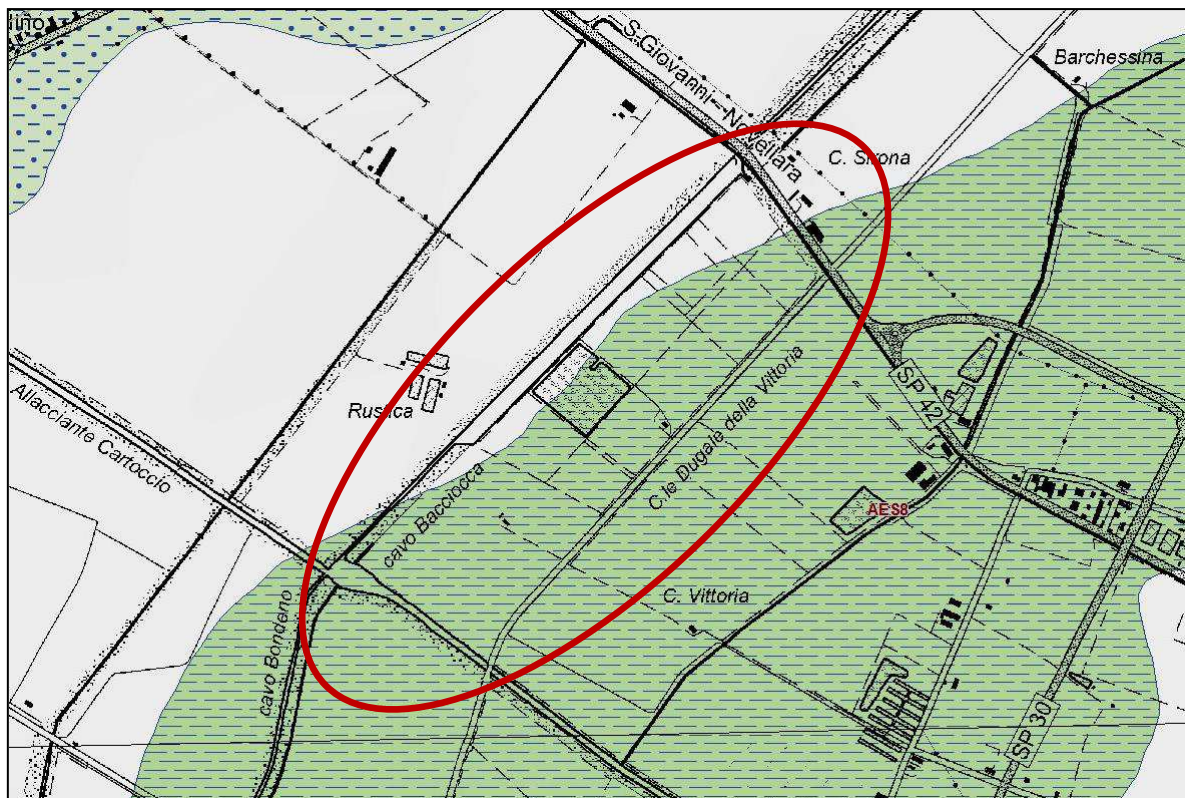 S.Giovanni - Novellara
Barchessina
C. Sirona
Rustica
Allacciante Cartoccio
SP 42
C.le Dugale della Vittoria
cavo Bacciocca
AES8
C. Vittoria
cavo Bondeno
SP 30